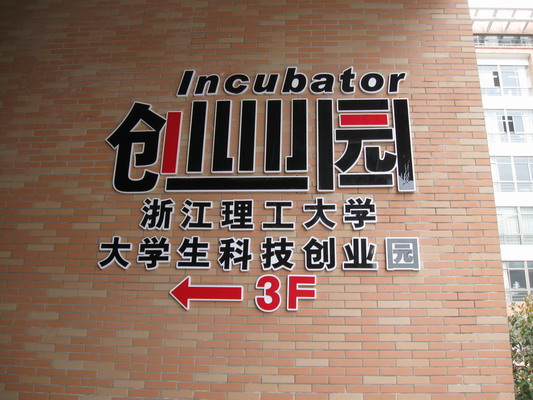 Incubator
创业园
浙江理工大学
大学生科技创业园
3F